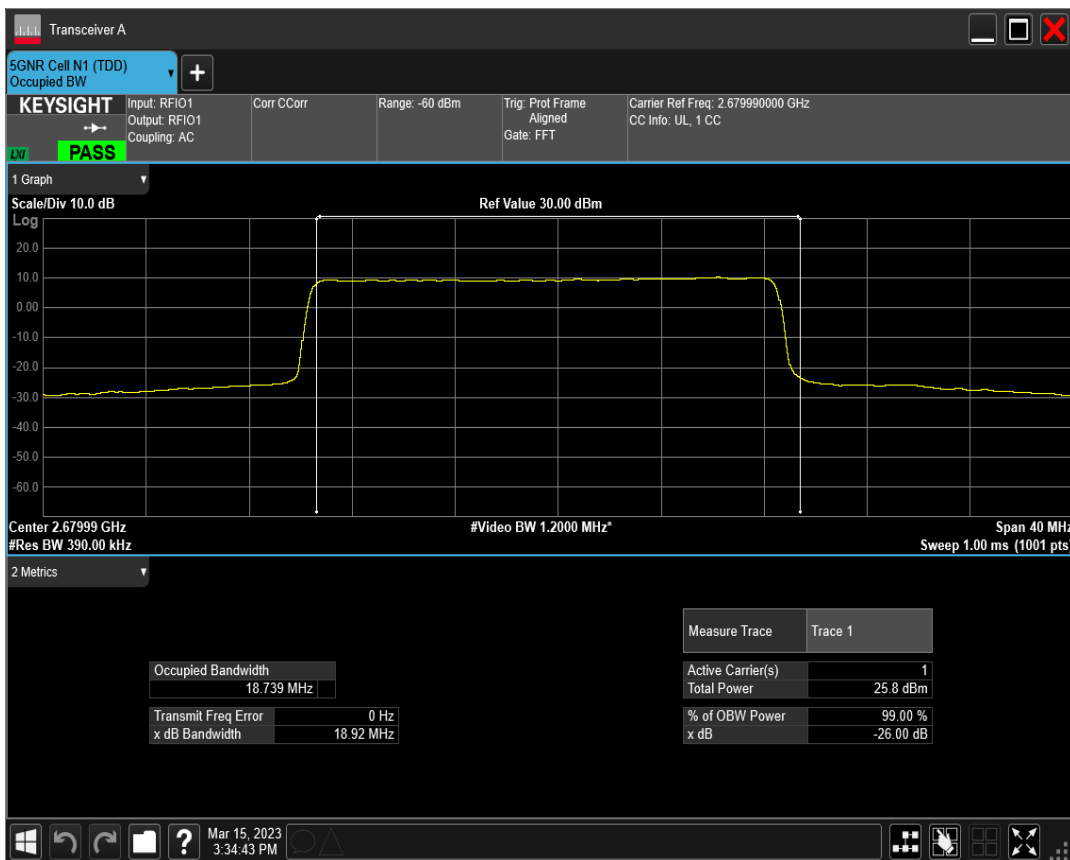 Transceiver A
5GNR Cell N1 (TDD)
Occupied BW
+
KEYSIGHT
LXI
PASS
Input: RFIO1
Output: RFIO1
Coupling: AC
Corr CCorr
Range: -60 dBm
Trig: Prot Frame
Aligned
Gate: FFT
Carrier Ref Freq: 2.679990000 GHz
CC Info: UL, 1 CC
1 Graph
Scale/Div 10.0 dB
Ref Value 30.00 dBm
Log
20.0
10.0
0.00
-10.0
-20.0
-30.0
-40.0
-50.0
-60.0
Center 2.67999 GHz
#Video BW 1.2000 MHz*
Span 40 MHz
#Res BW 390.00 kHz
Sweep 1.00 ms (1001 pts)
2 Metrics
Measure Trace Trace 1
Occupied Bandwidth
18.739 MHz
Active Carrier(s) 1
Total Power 25.8 dBm
Transmit Freq Error 0 Hz
x dB Bandwidth 18.92 MHz
% of OBW Power 99.00 %
x dB -26.00 dB
?
Mar 15, 2023
3:34:43 PM